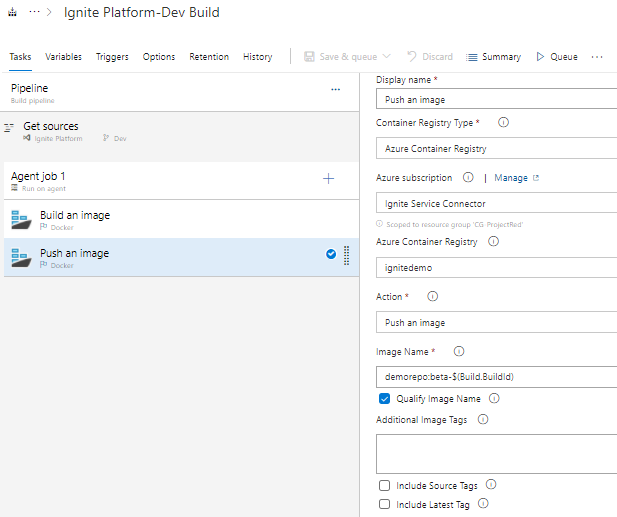 ··· > Ignite Platform-Dev Build
Tasks Variables Triggers Options Retention History | Save & queue Discard Summary Queue ···
Pipeline ···
Build pipeline
Get sources
Ignite Platform Dev
Agent job 1 +
Run on agent
Build an image
Docker
Push an image
Docker
Display name *
Push an image
Container Registry Type *
Azure Container Registry
Azure subscription | Manage
Ignite Service Connector
Scoped to resource group 'CG ProjectRed'
Azure Container Registry
ignitedemo
Action *
Push an image
Image Name *
demorepo:beta-$(Build.BuildId)
Qualify Image Name
Additional Image Tags
Include Source Tags
Include Latest Tag